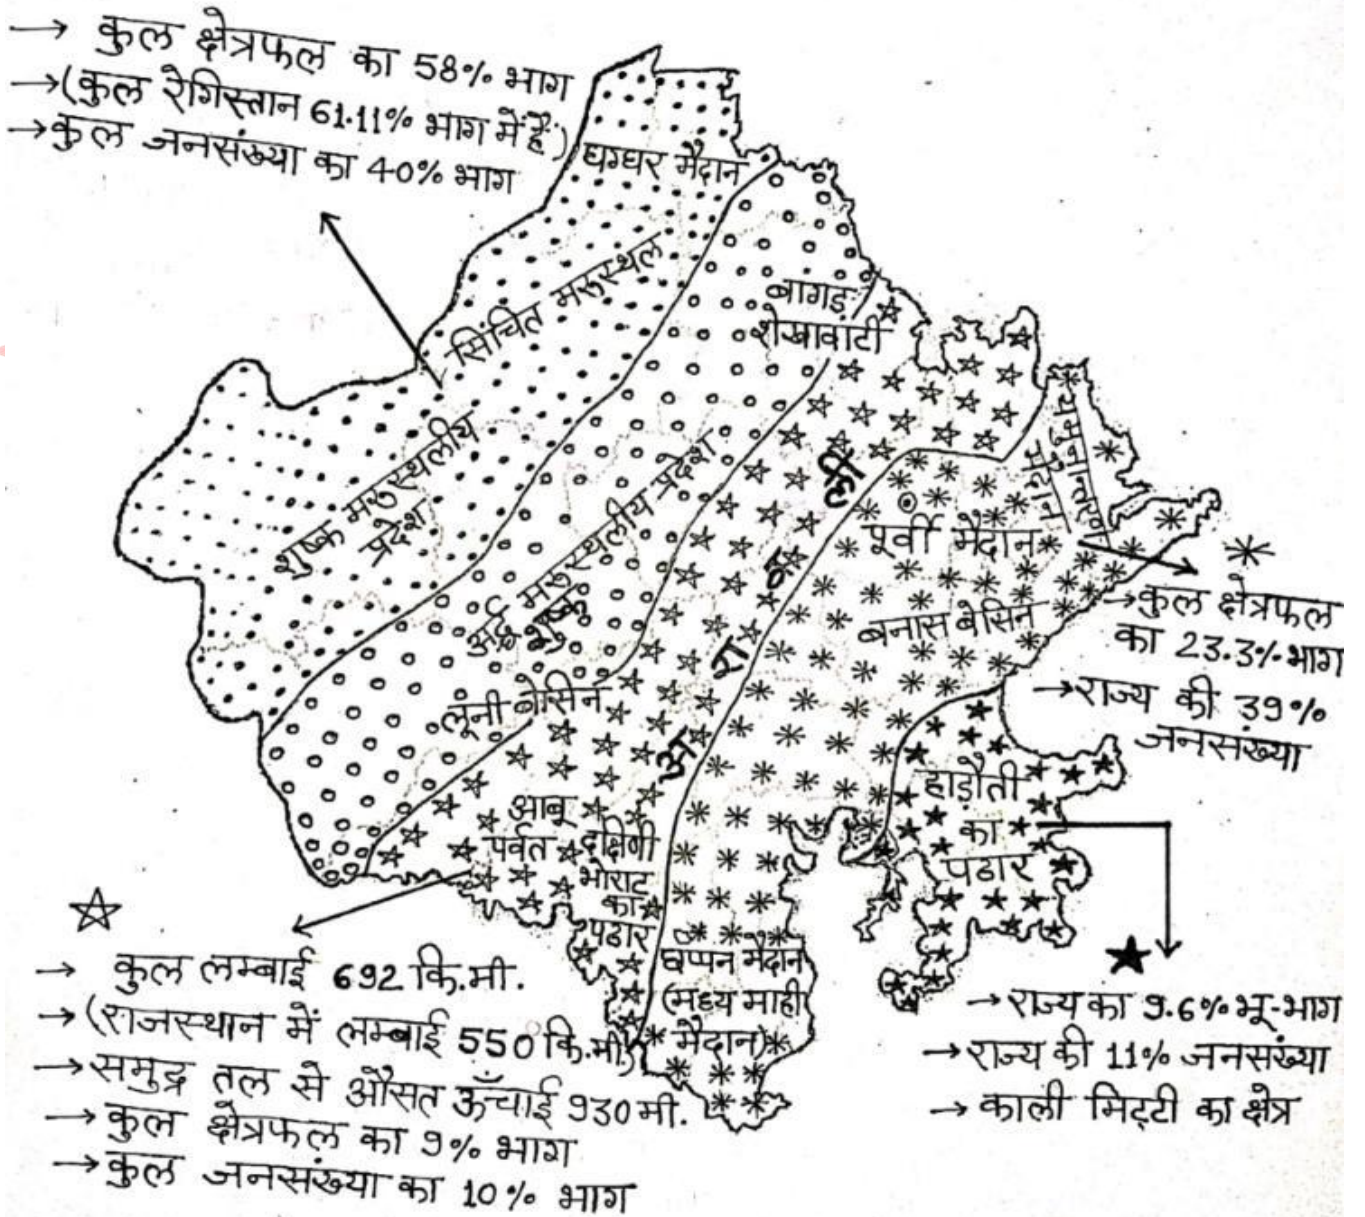 → कुल क्षेत्रफल का 58% भाग
→ (कुल रेगिस्तान 61.11% भाग में है)
→ कुल जनसंख्या का 40% भाग
घग्घर मैदान
सिंचित मरूस्थल
बागड़/
शेखावाटी
शुष्क मरुस्थलीय
प्रदेश
अर्द्ध मरुस्थलीय प्रदेश
शुष्क
लूनी बेसिन
अ रा व ली
यमुनान्तरण
मैदान
पूर्वी मैदान
बनास बेसिन
→ कुल क्षेत्रफल
का 23.3% भाग
→ राज्य की 39%
जनसंख्या
हाड़ौती
का
पठार
आबू
पर्वत
दक्षिणी
भोराट
का
पठार
छप्पन मैदान
(मध्य माही
मैदान)
→ कुल लम्बाई 692 कि.मी.
→ (राजस्थान में लम्बाई 550 कि.मी)
→ समुद्र तल से औसत ऊँचाई 930 मी.
→ कुल क्षेत्रफल का 9% भाग
→ कुल जनसंख्या का 10% भाग
→ राज्य का 9.6% भू-भाग
→ राज्य की 11% जनसंख्या
→ काली मिट्टी का क्षेत्र